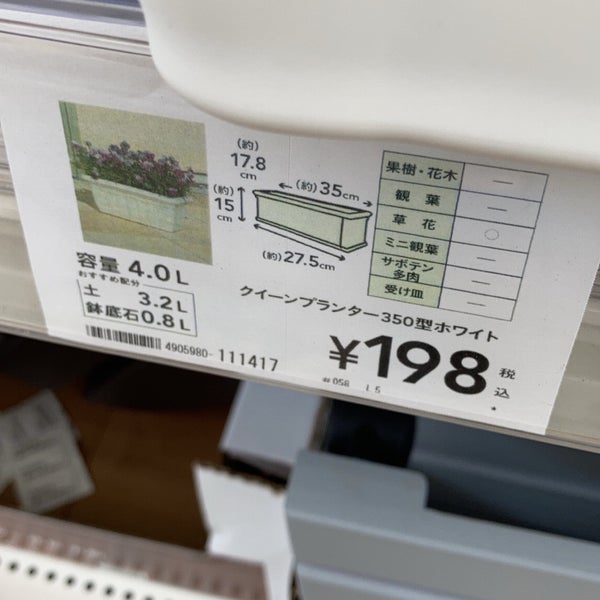 (約)
17.8
cm
(約)
15
cm
(約)35cm
(約)27.5cm
果樹・花木 —
観葉 —
草花 ○
ミニ観葉 —
サボテン
多肉 —
受け皿 —
容量 4.0L
おすすめ配分
土 3.2L
鉢底石0.8L
クイーンプランター350型ホワイト
4905980-111417
¥198 税込
# 058 L5
*